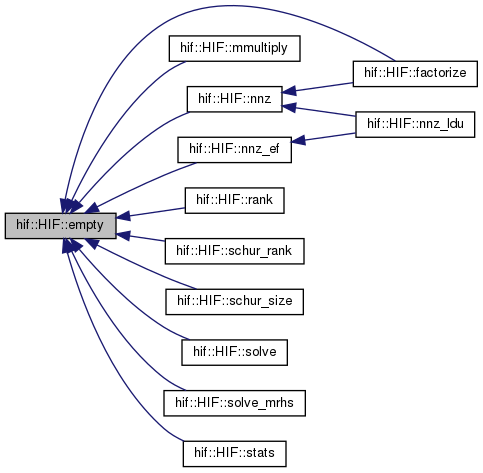 hif::HIF::mmultiply
hif::HIF::factorize
hif::HIF::nnz
hif::HIF::nnz_ldu
hif::HIF::nnz_ef
hif::HIF::rank
hif::HIF::empty
hif::HIF::schur_rank
hif::HIF::schur_size
hif::HIF::solve
hif::HIF::solve_mrhs
hif::HIF::stats